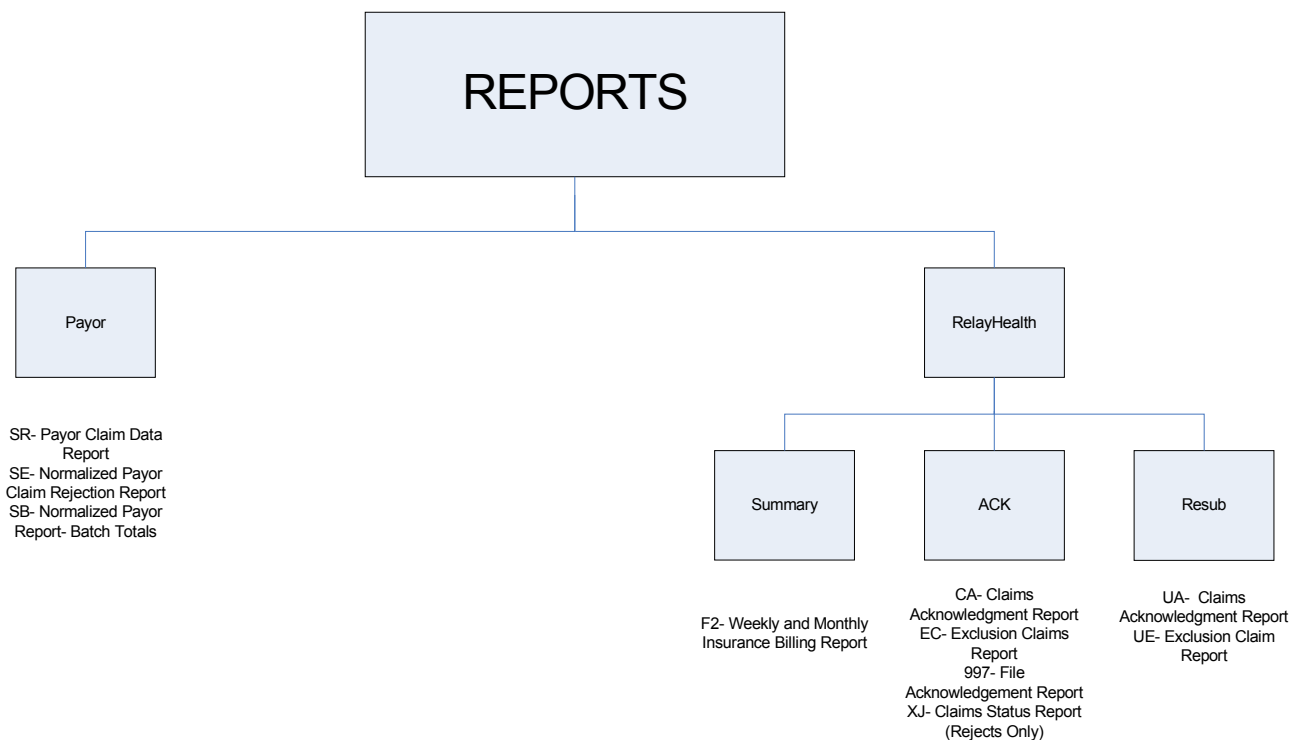 REPORTS
Payor
RelayHealth
SR- Payor Claim Data
Report
SE- Normalized Payor
Claim Rejection Report
SB- Normalized Payor
Report- Batch Totals
Summary
ACK
Resub
F2- Weekly and Monthly
Insurance Billing Report
CA- Claims
Acknowledgment Report
EC- Exclusion Claims
Report
997- File
Acknowledgement Report
XJ- Claims Status Report
(Rejects Only)
UA- Claims
Acknowledgment Report
UE- Exclusion Claim
Report